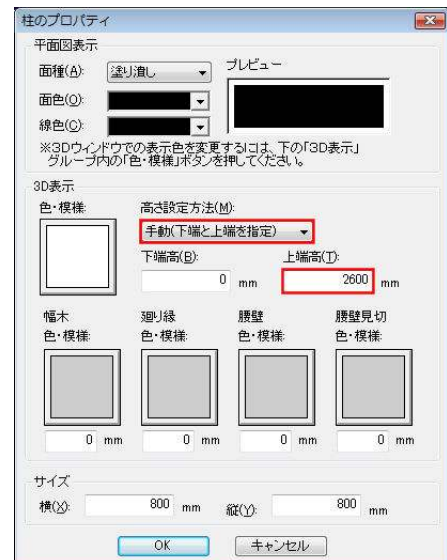 柱のプロパティ
平面図表示
面種(A): 塗り潰し プレビュー
面色(O):
線色(C):
※3Dウィンドウでの表示色を変更するには、下の「3D表示」
グループ内の「色・模様」ボタンを押してください。
3D表示
色・模様: 高さ設定方法(M):
手動(下端と上端を指定)
下端高(B): 上端高(T):
0 mm 2600 mm
幅木 廻り縁 腰壁 腰壁見切
色・模様: 色・模様: 色・模様: 色・模様:
0 mm 0 mm 0 mm 0 mm
サイズ
横(X): 800 mm 縦(Y): 800 mm
OK キャンセル